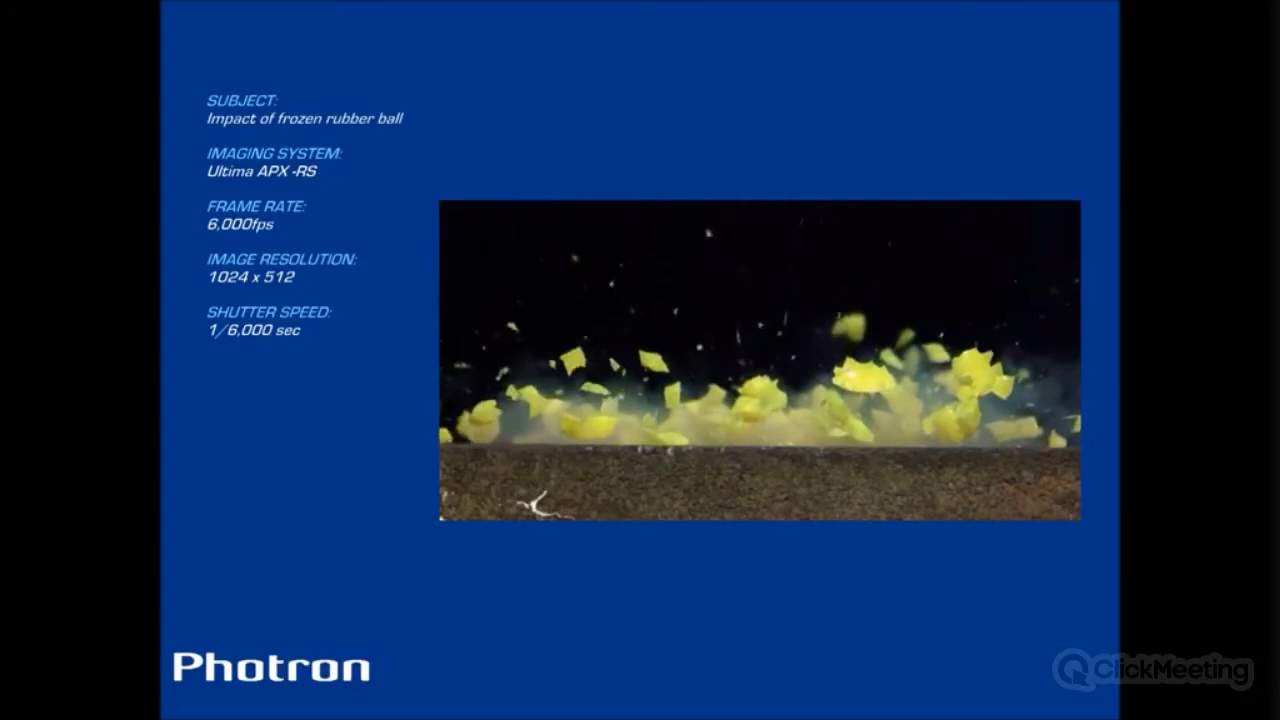 SUBJECT:
Impact of frozen rubber ball
IMAGING SYSTEM:
Ultima APX -RS
FRAME RATE:
6,000fps
IMAGE RESOLUTION:
1024 x 512
SHUTTER SPEED:
1/6,000 sec
Photron
ClickMeeting